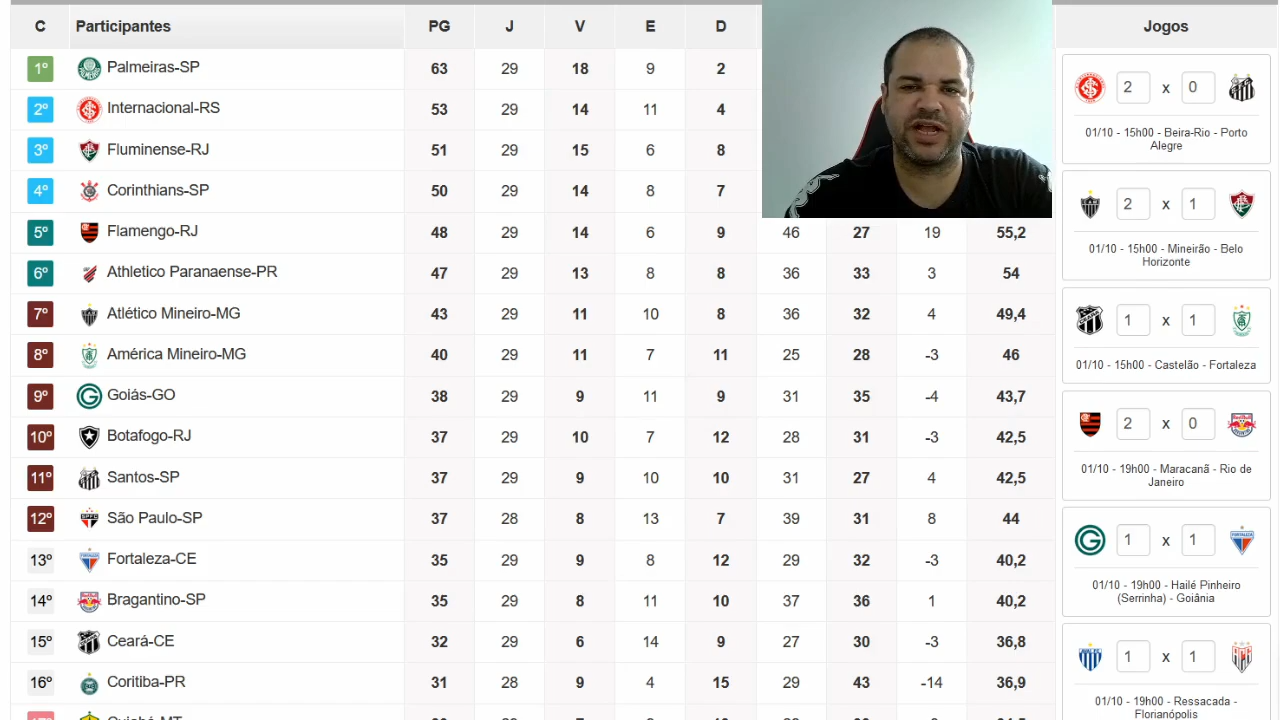 C Participantes PG J V E D
1º Palmeiras-SP 63 29 18 9 2
2º Internacional-RS 53 29 14 11 4
3º Fluminense-RJ 51 29 15 6 8
4º Corinthians-SP 50 29 14 8 7
5º Flamengo-RJ 48 29 14 6 9 46 27 19 55,2
6º Athletico Paranaense-PR 47 29 13 8 8 36 33 3 54
7º Atlético Mineiro-MG 43 29 11 10 8 36 32 4 49,4
8º América Mineiro-MG 40 29 11 7 11 25 28 -3 46
9º Goiás-GO 38 29 9 11 9 31 35 -4 43,7
10º Botafogo-RJ 37 29 10 7 12 28 31 -3 42,5
11º Santos-SP 37 29 9 10 10 31 27 4 42,5
12º São Paulo-SP 37 28 8 13 7 39 31 8 44
13º Fortaleza-CE 35 29 9 8 12 29 32 -3 40,2
14º Bragantino-SP 35 29 8 11 10 37 36 1 40,2
15º Ceará-CE 32 29 6 14 9 27 30 -3 36,8
16º Coritiba-PR 31 28 9 4 15 29 43 -14 36,9
Jogos
2 x 0
01/10 - 15h00 - Beira-Rio - Porto
Alegre
2 x 1
01/10 - 15h00 - Mineirão - Belo
Horizonte
1 x 1
01/10 - 15h00 - Castelão - Fortaleza
2 x 0
01/10 - 19h00 - Maracanã - Rio de
Janeiro
1 x 1
01/10 - 19h00 - Hailé Pinheiro
(Serrinha) - Goiânia
1 x 1
01/10 - 19h00 - Ressacada -
Florianópolis